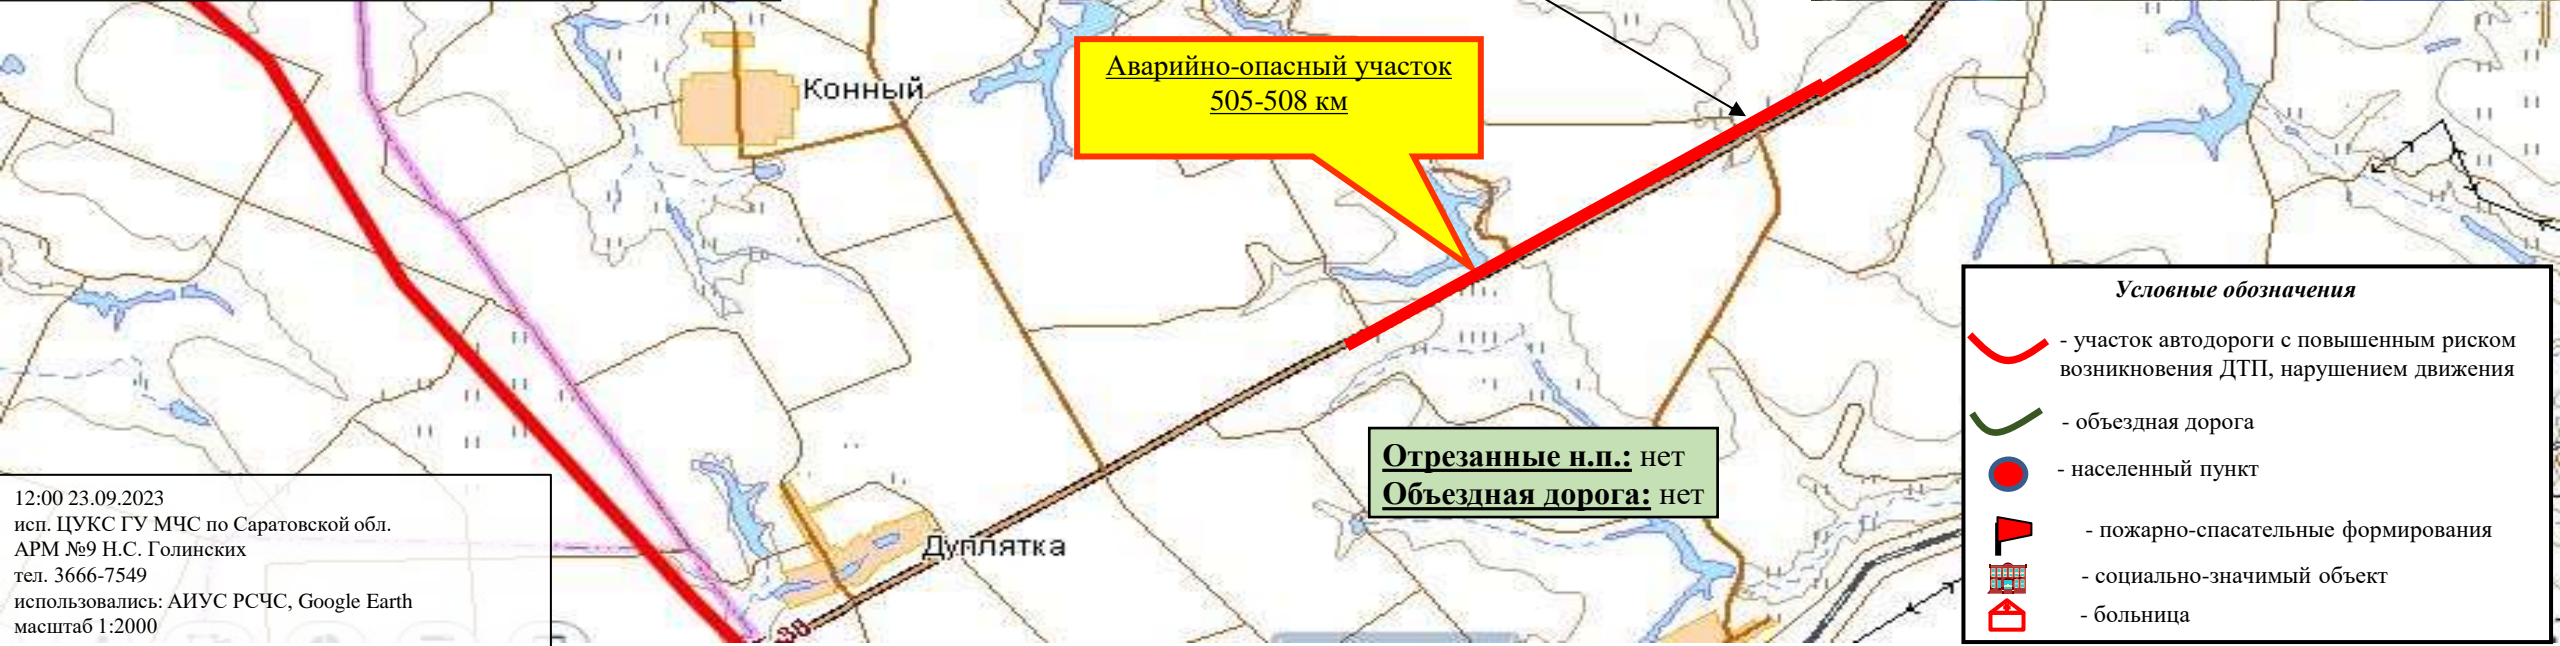 Аварийно-опасный участок
505-508 км
Конный
Дуплятка
Отрезанные н.п.: нет
Объездная дорога: нет
12:00 23.09.2023
исп. ЦУКС ГУ МЧС по Саратовской обл.
АРМ №9 Н.С. Голинских
тел. 3666-7549
использовались: АИУС РСЧС, Google Earth
масштаб 1:2000
Условные обозначения
- участок автодороги с повышенным риском
возникновения ДТП, нарушением движения
- объездная дорога
- населенный пункт
- пожарно-спасательные формирования
- социально-значимый объект
- больница